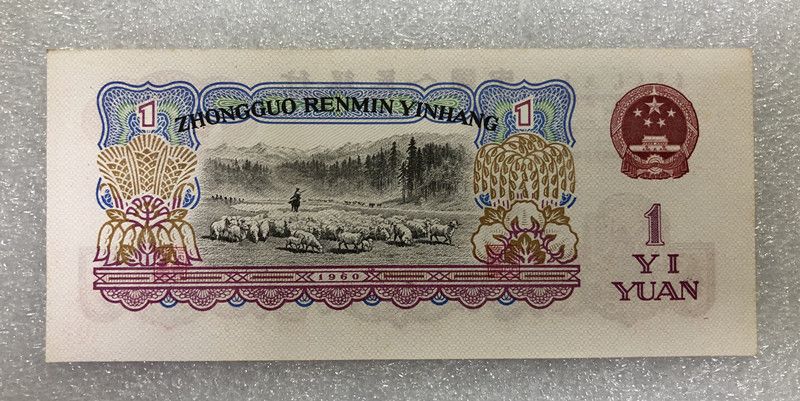 1
ZHONGGUO RENMIN YINHANG
1
1960
1
YI
YUAN